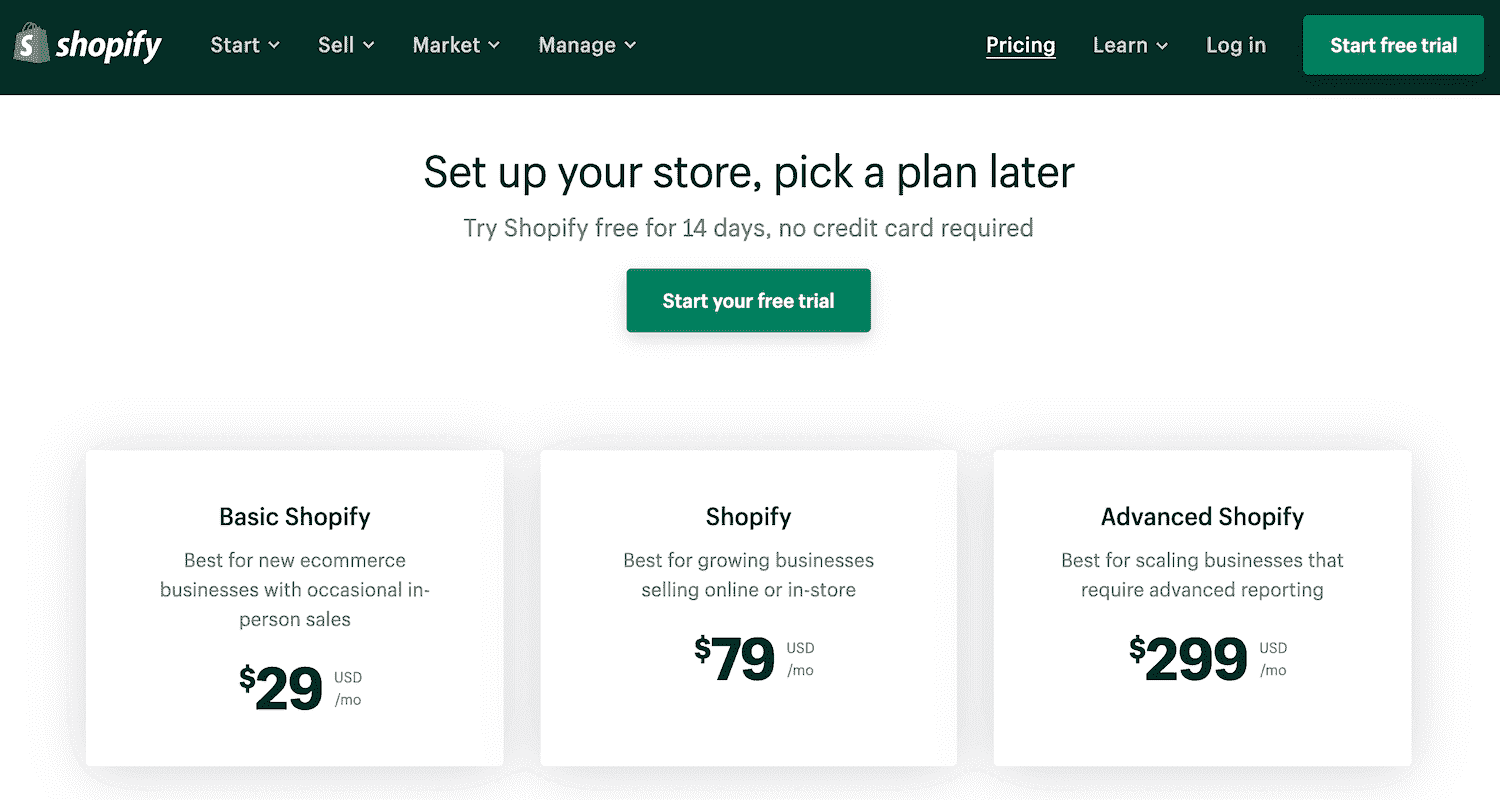 shopify Start Sell Market Manage Pricing Learn Log in Start free trial
Set up your store, pick a plan later
Try Shopify free for 14 days, no credit card required
Start your free trial
Basic Shopify
Best for new ecommerce
businesses with occasional in-
person sales
$29 USD
/mo
Shopify
Best for growing businesses
selling online or in-store
$79 USD
/mo
Advanced Shopify
Best for scaling businesses that
require advanced reporting
$299 USD
/mo